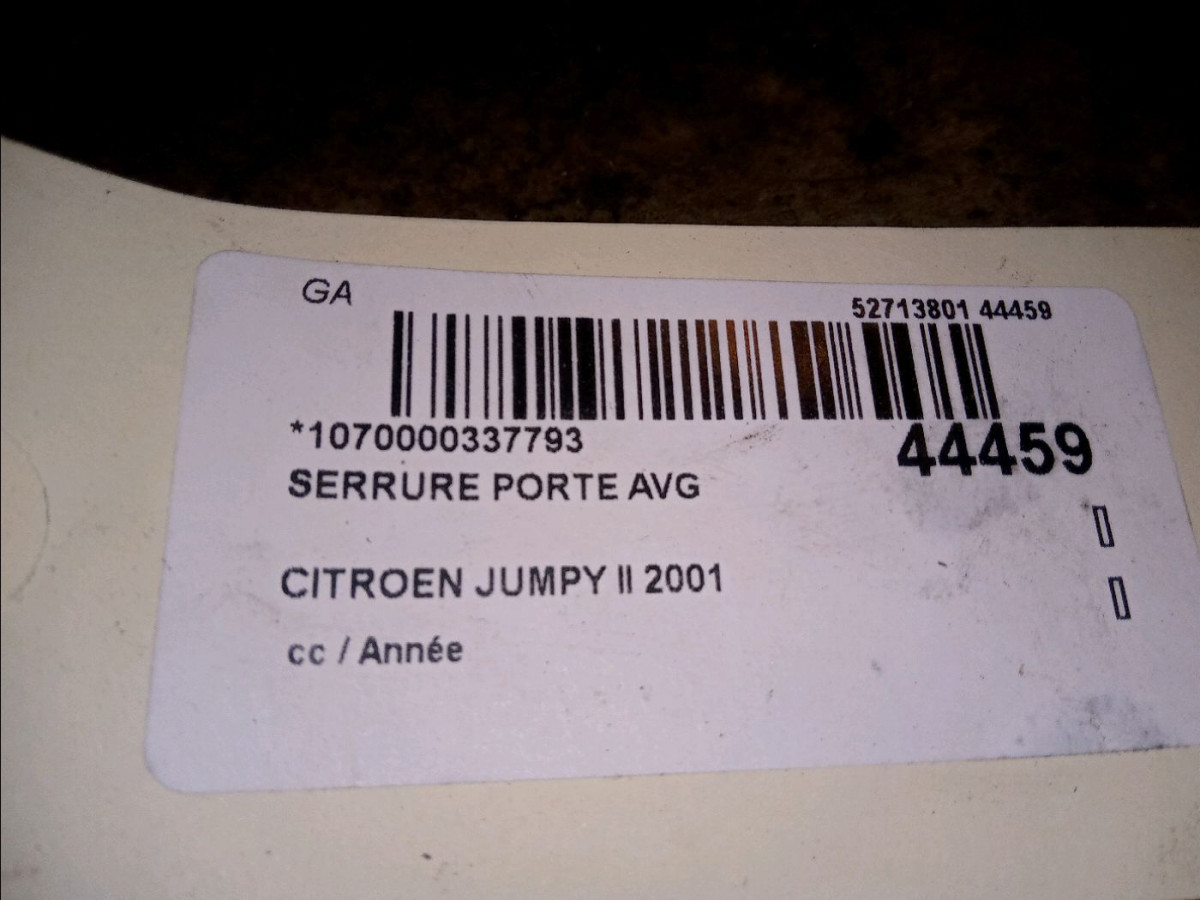 GA
52713801 44459
*1070000337793
44459
SERRURE PORTE AVG
CITROEN JUMPY II 2001
cc / Année